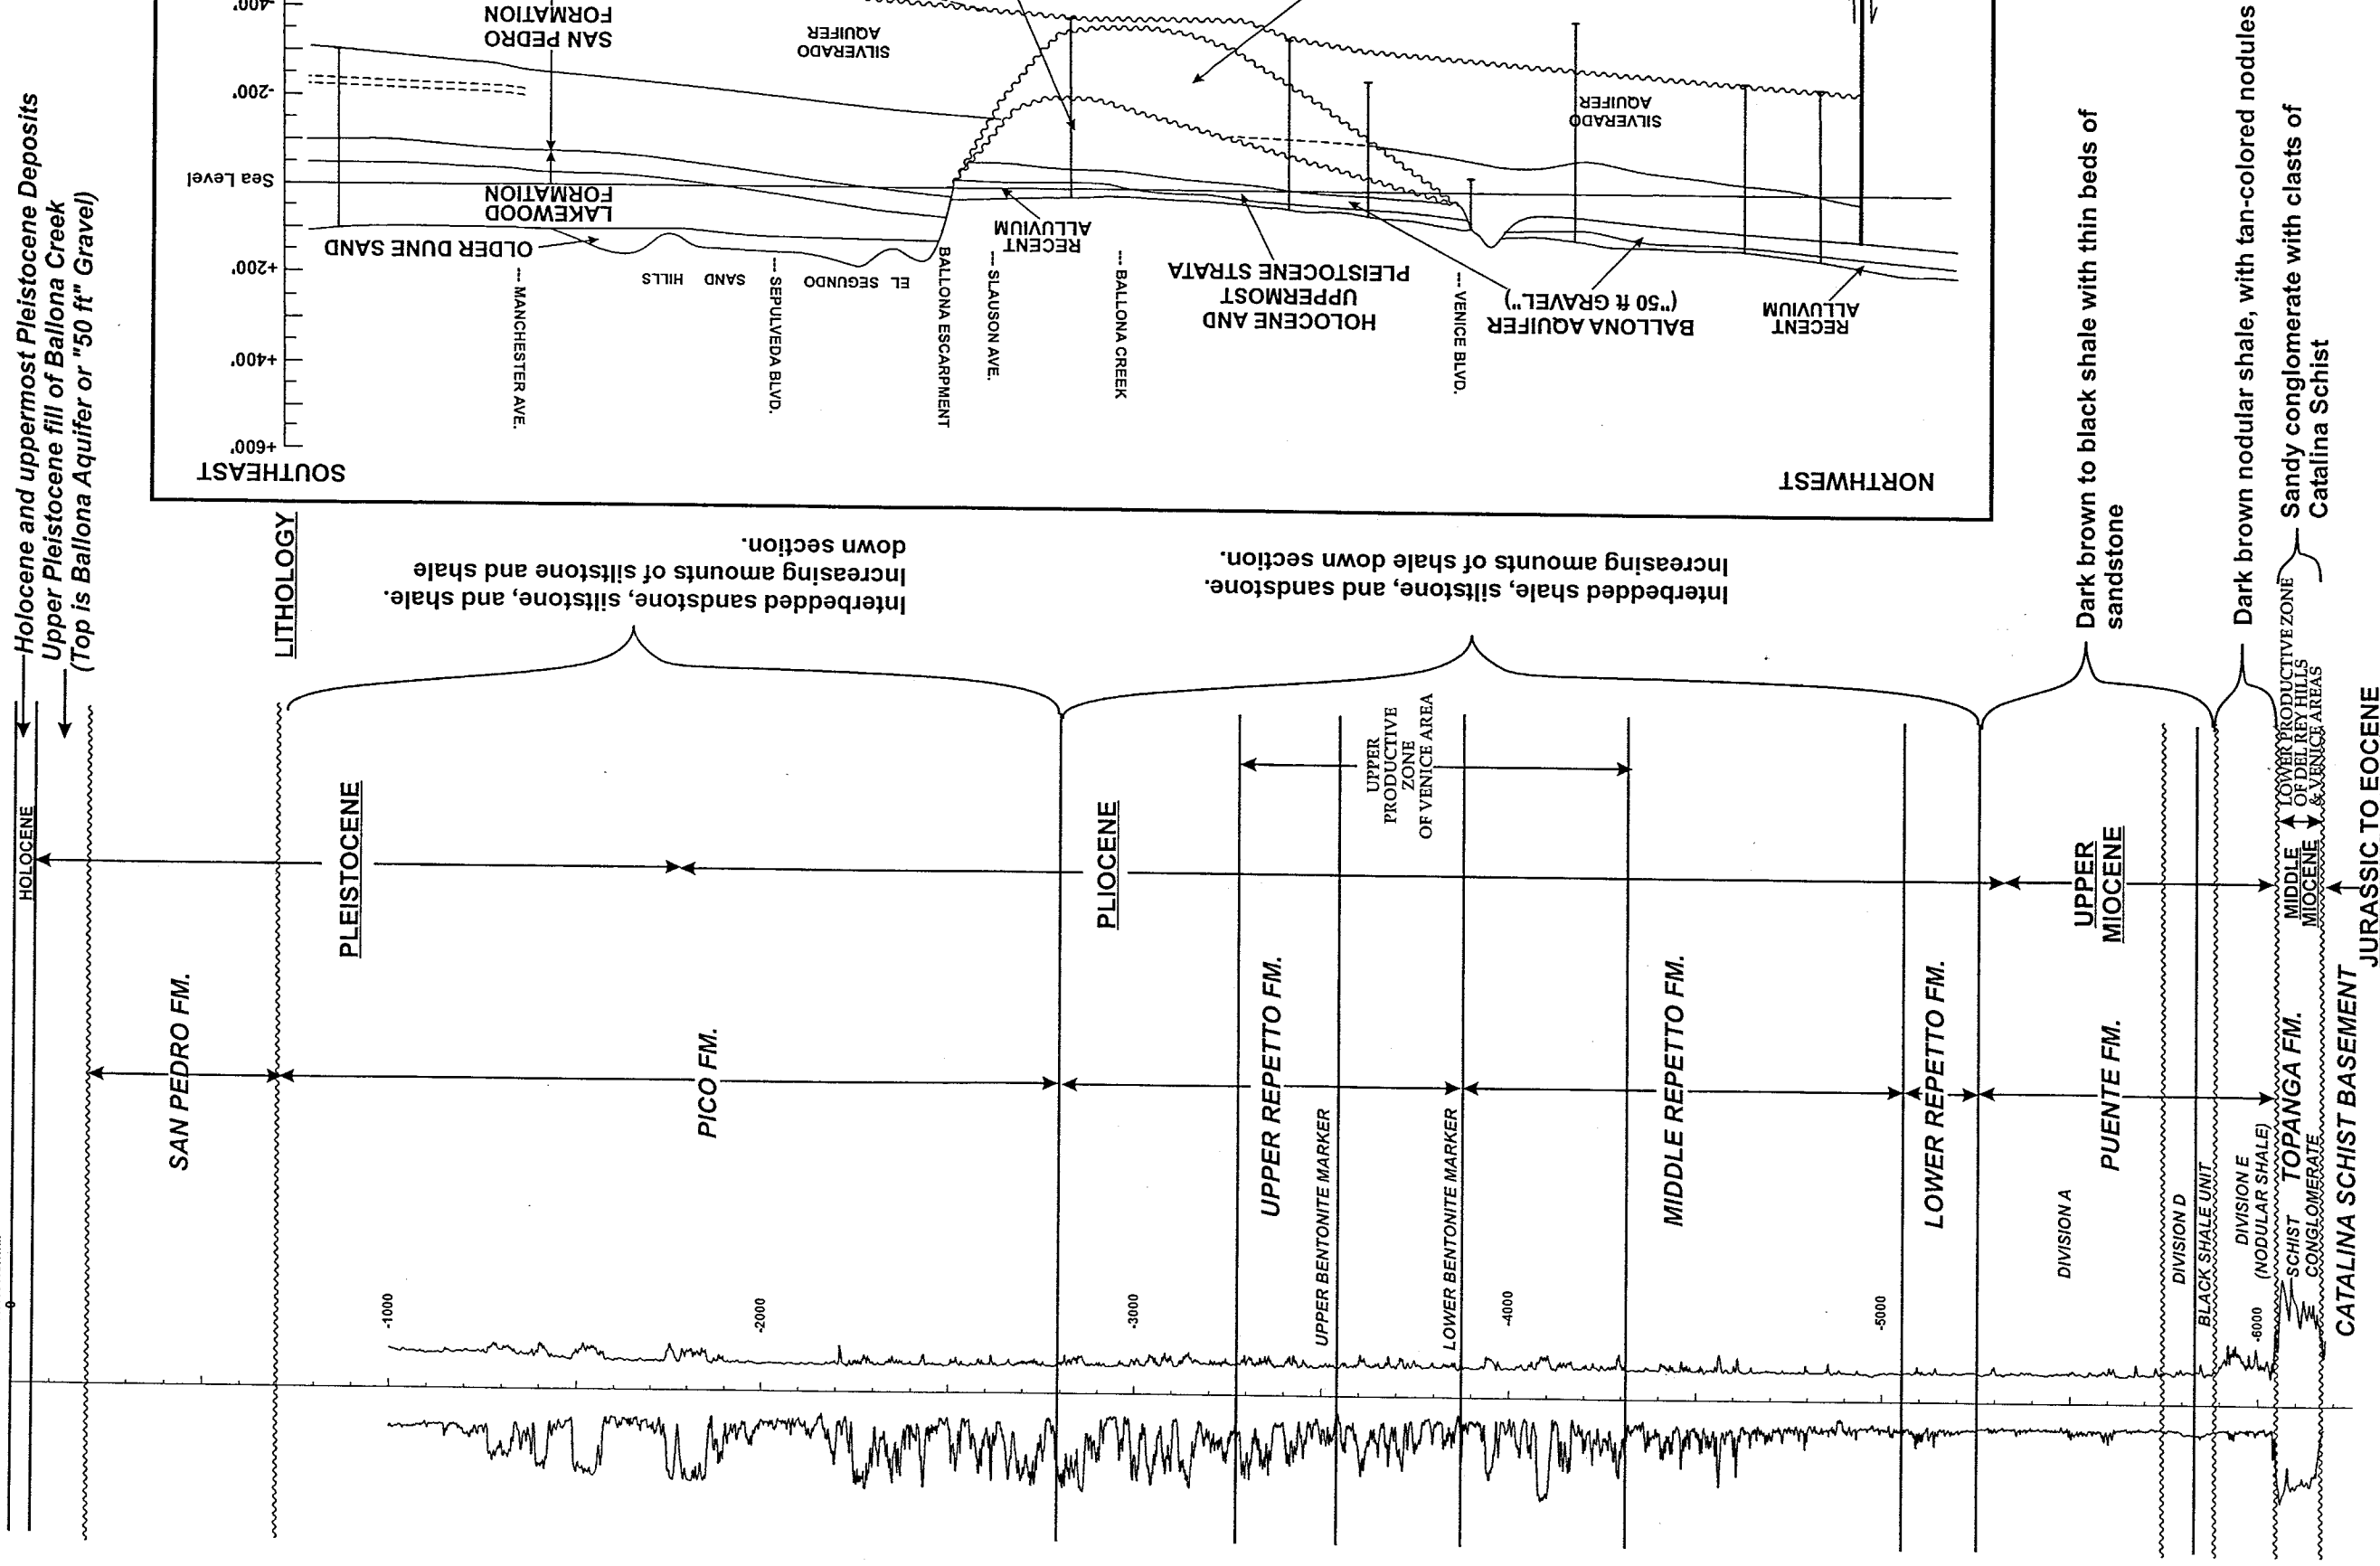 -400'
-200'
Sea Level
+200'
+400'
+600'
SAN PEDRO
FORMATION
SILVERADO
AQUIFER
SILVERADO
AQUIFER
LAKEWOOD
FORMATION
OLDER DUNE SAND
RECENT
ALLUVIUM
HOLOCENE AND
UPPERMOST
PLEISTOCENE STRATA
BALLONA AQUIFER
("50 ft GRAVEL")
RECENT
ALLUVIUM
--- MANCHESTER AVE.
EL SEGUNDO SAND HILLS
--- SEPULVEDA BLVD.
BALLONA ESCARPMENT
--- SLAUSON AVE.
--- BALLONA CREEK
--- VENICE BLVD.
SOUTHEAST
NORTHWEST
Holocene and uppermost Pleistocene Deposits
Upper Pleistocene fill of Ballona Creek
(Top is Ballona Aquifer or "50 ft" Gravel)
LITHOLOGY
Interbedded sandstone, siltstone, and shale.
Increasing amounts of siltstone and shale
down section.
Interbedded shale, siltstone, and sandstone.
Increasing amounts of shale down section.
Dark brown to black shale with thin beds of
sandstone
Dark brown nodular shale, with tan-colored nodules
Sandy conglomerate with clasts of
Catalina Schist
HOLOCENE
PLEISTOCENE
PLIOCENE
UPPER
MIOCENE
MIDDLE
MIOCENE
JURASSIC TO EOCENE
UPPER
PRODUCTIVE
ZONE
OF VENICE AREA
LOWER PRODUCTIVE ZONE
OF DEL REY HILLS
& VENICE AREAS
SAN PEDRO FM.
PICO FM.
UPPER REPETTO FM.
MIDDLE REPETTO FM.
LOWER REPETTO FM.
PUENTE FM.
TOPANGA FM.
CATALINA SCHIST BASEMENT
UPPER BENTONITE MARKER
LOWER BENTONITE MARKER
DIVISION A
DIVISION D
BLACK SHALE UNIT
DIVISION E
(NODULAR SHALE)
SCHIST
CONGLOMERATE
0
-1000
-2000
-3000
-4000
-5000
-6000